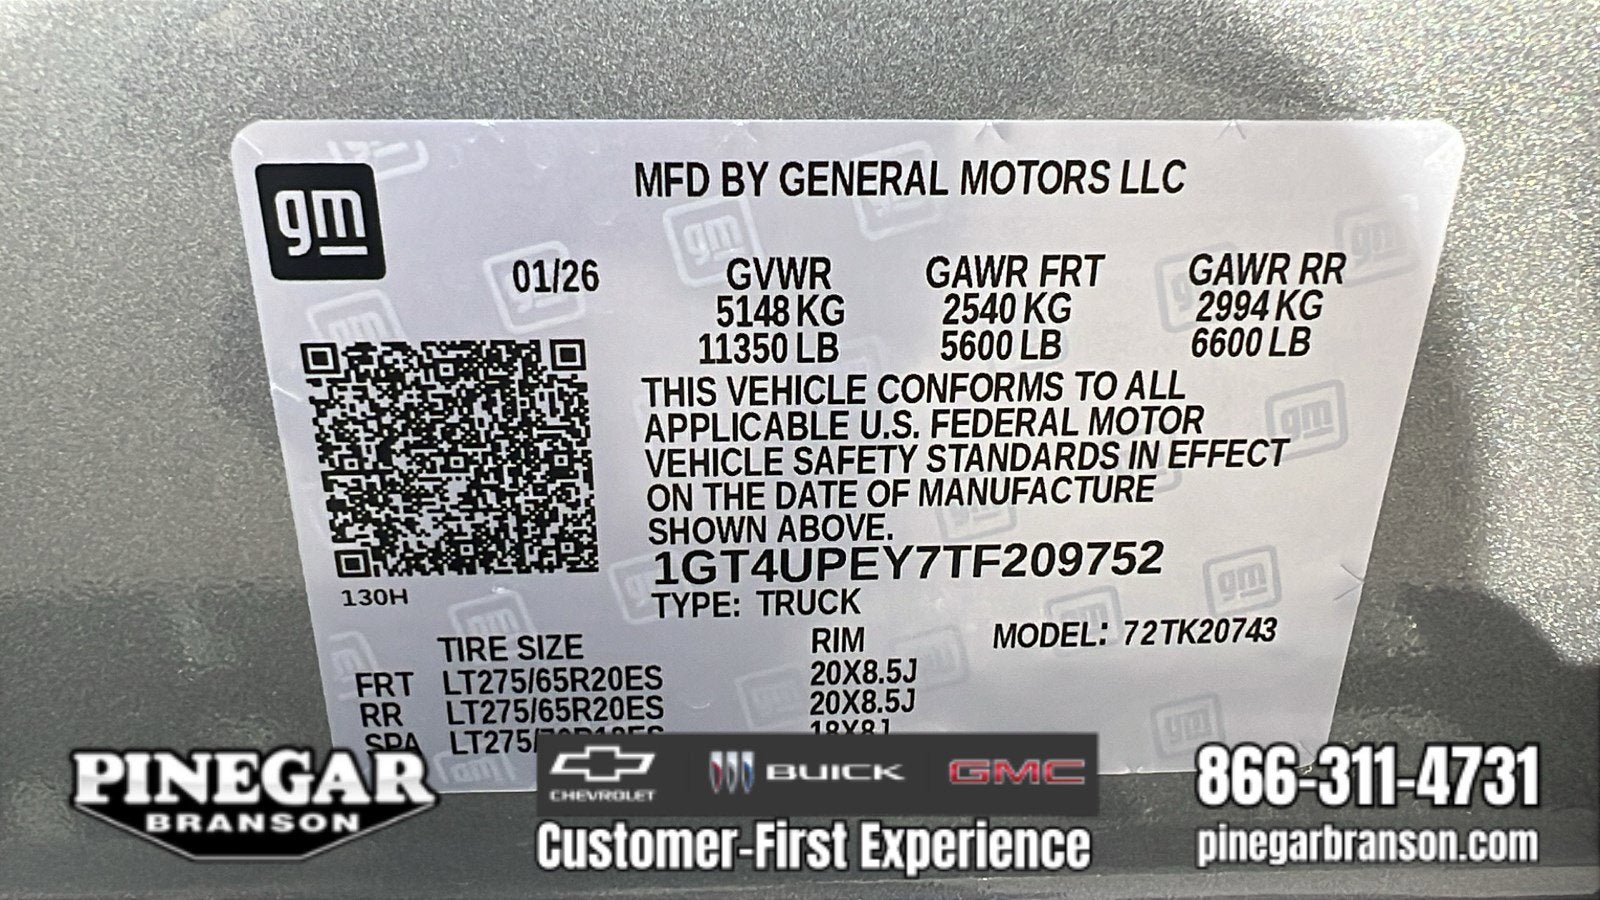 gm
MFD BY GENERAL MOTORS LLC
01/26
GVWR GAWR FRT GAWR RR
5148 KG 2540 KG 2994 KG
11350 LB 5600 LB 6600 LB
THIS VEHICLE CONFORMS TO ALL
APPLICABLE U.S. FEDERAL MOTOR
VEHICLE SAFETY STANDARDS IN EFFECT
ON THE DATE OF MANUFACTURE
SHOWN ABOVE.
1GT4UPEY7TF209752
130H
TYPE: TRUCK
TIRE SIZE RIM MODEL: 72TK20743
FRT LT275/65R20ES 20X8.5J
RR LT275/65R20ES 20X8.5J
SPA LT275/70R18ES 18X8J
PINEGAR
BRANSON
CHEVROLET BUICK GMC
Customer-First Experience
866-311-4731
pinegarbranson.com